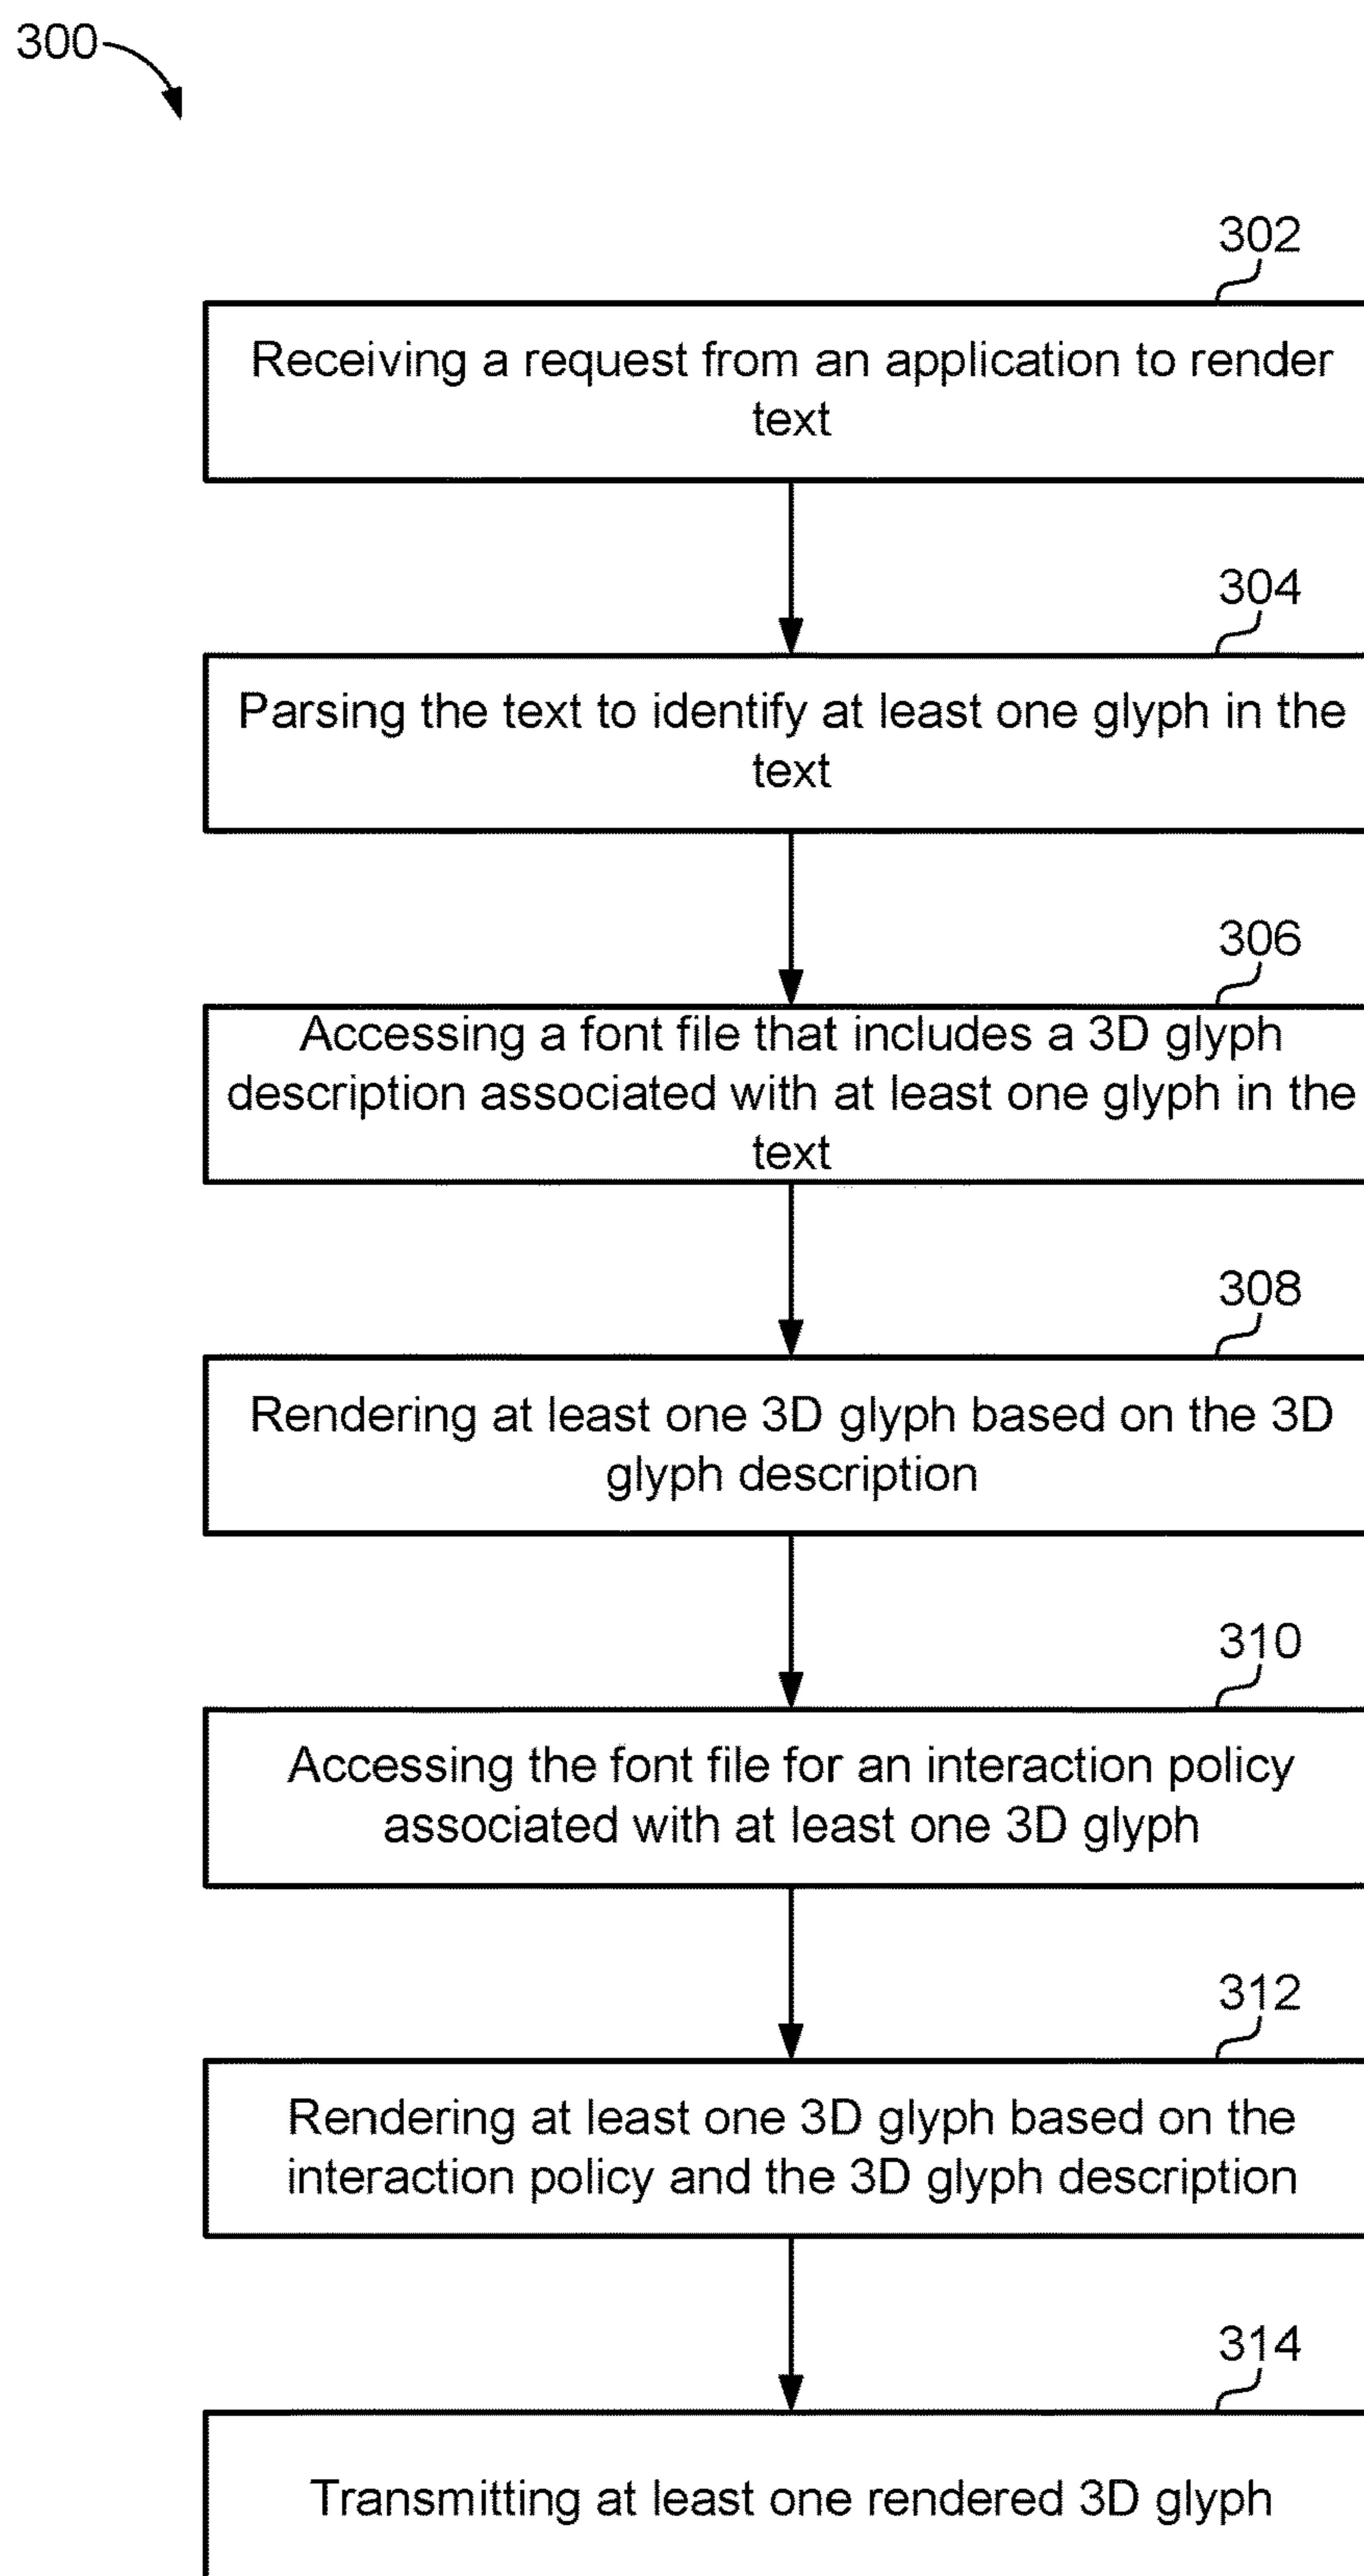 300
302
Receiving a request from an application to render
text
304
Parsing the text to identify at least one glyph in the
text
306
Accessing a font file that includes a 3D glyph
description associated with at least one glyph in the
text
308
Rendering at least one 3D glyph based on the 3D
glyph description
310
Accessing the font file for an interaction policy
associated with at least one 3D glyph
312
Rendering at least one 3D glyph based on the
interaction policy and the 3D glyph description
314
Transmitting at least one rendered 3D glyph